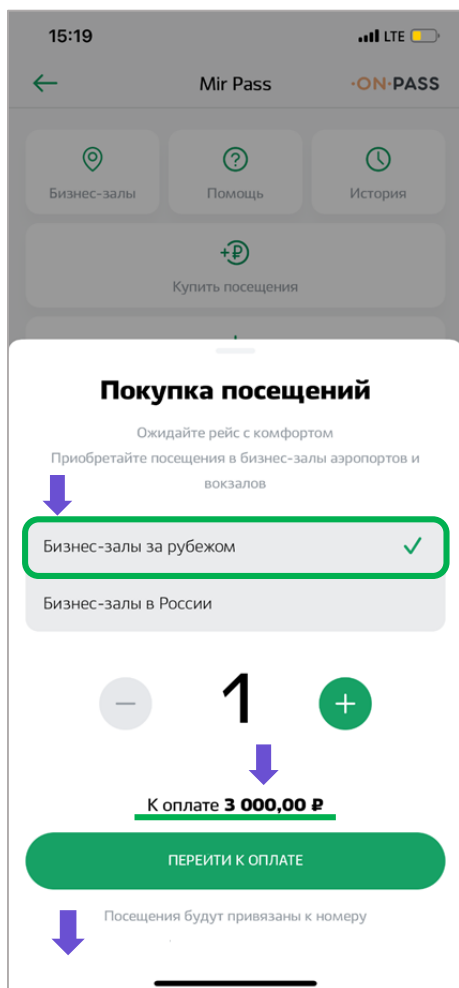 15:19
LTE
Mir Pass
·ON·PASS
Бизнес-залы
Помощь
История
Купить посещения
Покупка посещений
Ожидайте рейс с комфортом
Приобретайте посещения в бизнес-залы аэропортов и
вокзалов
Бизнес-залы за рубежом
Бизнес-залы в России
1
К оплате 3 000,00 ₽
ПЕРЕЙТИ К ОПЛАТЕ
Посещения будут привязаны к номеру